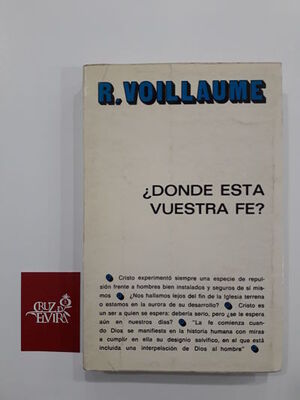 R. VOILLAUME
¿DONDE ESTA
VUESTRA FE?
Cristo experimentó siempre una especie de repul-
sión frente a hombres bien instalados y seguros de sí mis-
mos ¿Nos hallamos lejos del fin de la Iglesia terrena
o estamos en la aurora de su desarrollo? Cristo es
un ser a quien se espera: debería serlo, pero ¿se le espera
aún en nuestros días? "La fe comienza cuan-
do Dios se manifiesta en la historia humana con miras
a cumplir en ella su designio salvífico, en el que está
incluida una interpelación de Dios al hombre"
CRUZ DE
ELVIRA